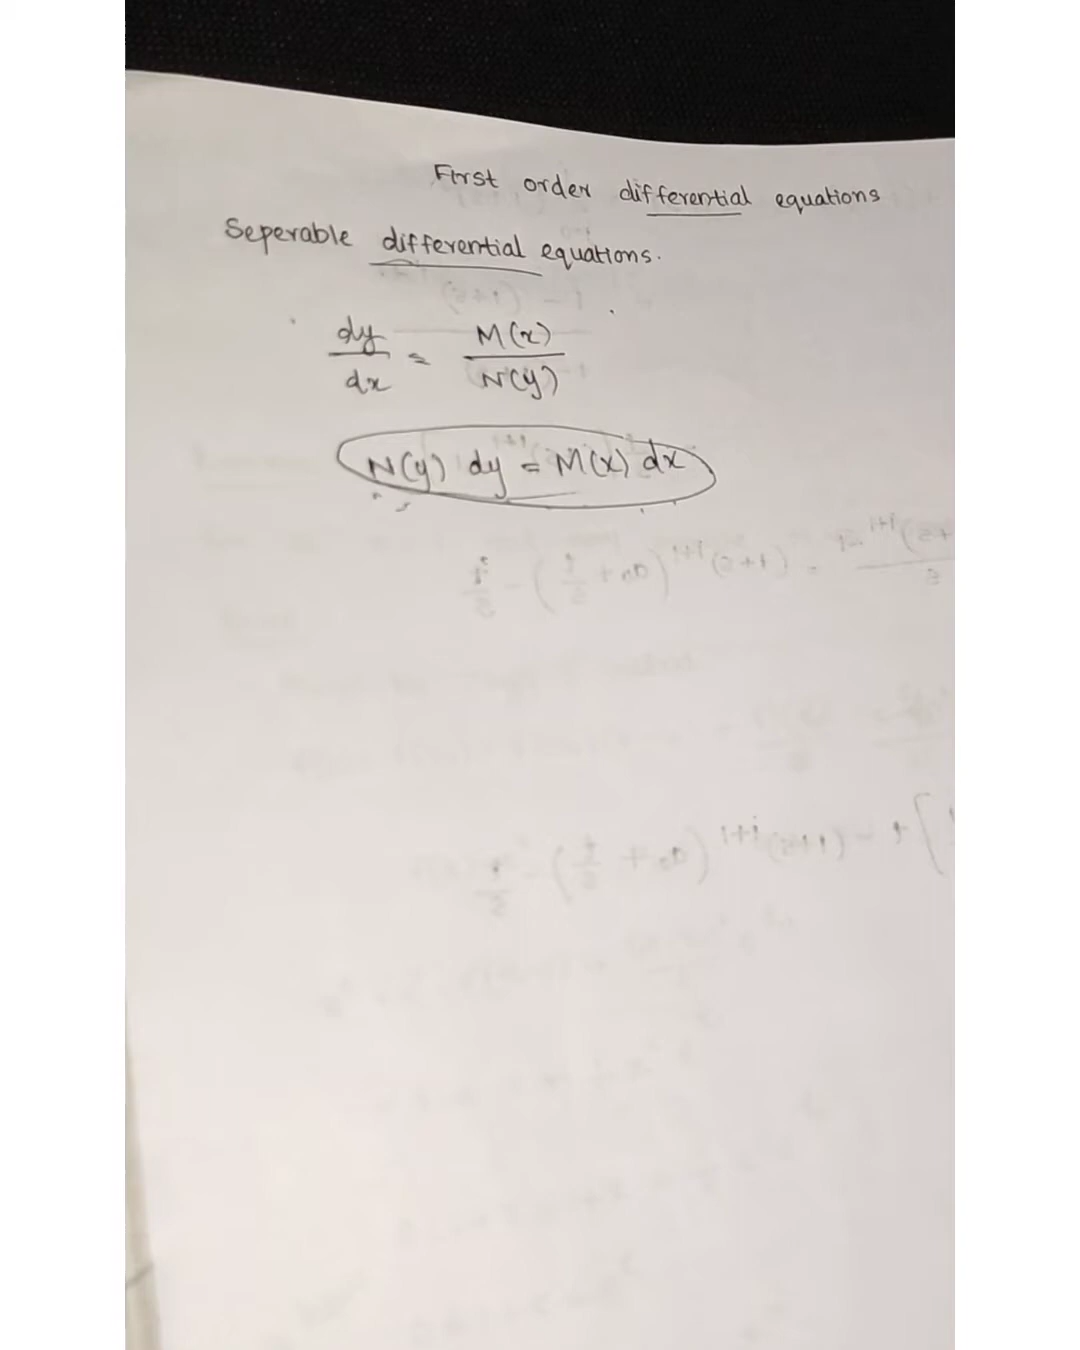 First order differential equations
Seperable differential equations.
dy/dx = M(x)/N(y)
N(y) dy = M(x) dx